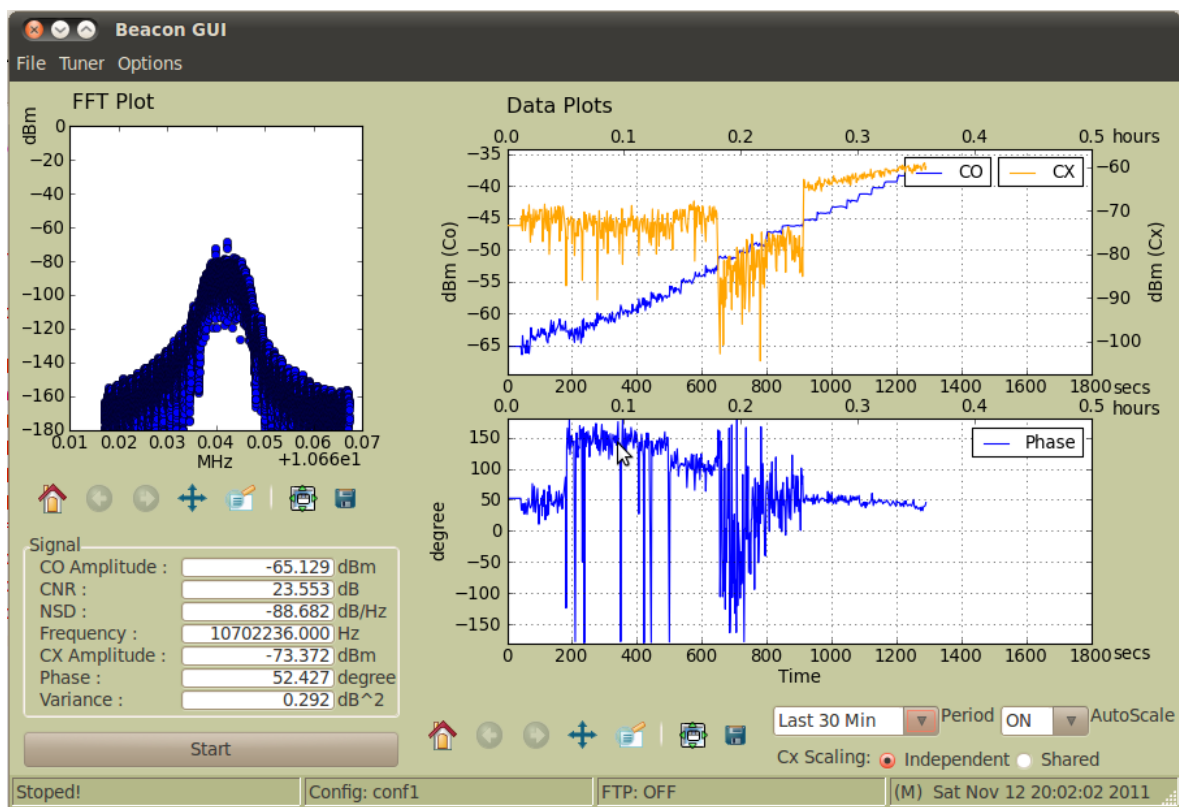 Beacon GUI
File Tuner Options
FFT Plot
dBm
0
−20
−40
−60
−80
−100
−120
−140
−160
−180
0.01 0.02 0.03 0.04 0.05 0.06 0.07
MHz +1.066e1
Signal
CO Amplitude : -65.129 dBm
CNR : 23.553 dB
NSD : -88.682 dB/Hz
Frequency : 10702236.000 Hz
CX Amplitude : -73.372 dBm
Phase : 52.427 degree
Variance : 0.292 dB^2
Start
Data Plots
0.0 0.1 0.2 0.3 0.4 0.5 hours
CO CX
dBm (Co)
−35
−40
−45
−50
−55
−60
−65
dBm (Cx)
−60
−70
−80
−90
−100
0 200 400 600 800 1000 1200 1400 1600 1800 secs
0.0 0.1 0.2 0.3 0.4 0.5 hours
Phase
degree
150
100
50
0
−50
−100
−150
0 200 400 600 800 1000 1200 1400 1600 1800 secs
Time
Last 30 Min Period ON AutoScale
Cx Scaling: Independent Shared
Stoped! Config: conf1 FTP: OFF (M) Sat Nov 12 20:02:02 2011